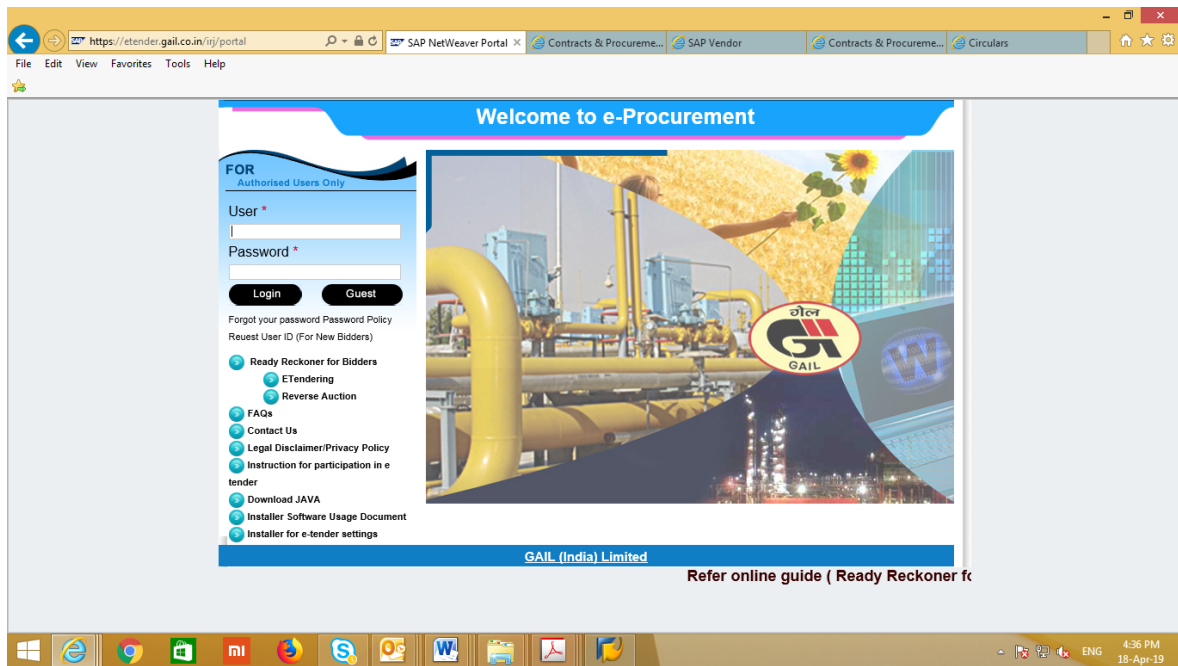 https://etender.gail.co.in/irj/portal
SAP NetWeaver Portal
Contracts & Procureme...
SAP Vendor
Contracts & Procureme...
Circulars
File Edit View Favorites Tools Help
Welcome to e-Procurement
FOR
Authorised Users Only
User *
Password *
Login Guest
Forgot your password Password Policy
Reuest User ID (For New Bidders)
Ready Reckoner for Bidders
ETendering
Reverse Auction
FAQs
Contact Us
Legal Disclaimer/Privacy Policy
Instruction for participation in e
tender
Download JAVA
Installer Software Usage Document
Installer for e-tender settings
गेल
GAIL
W
GAIL (India) Limited
Refer online guide ( Ready Reckoner fo
ENG
4:36 PM
18-Apr-19